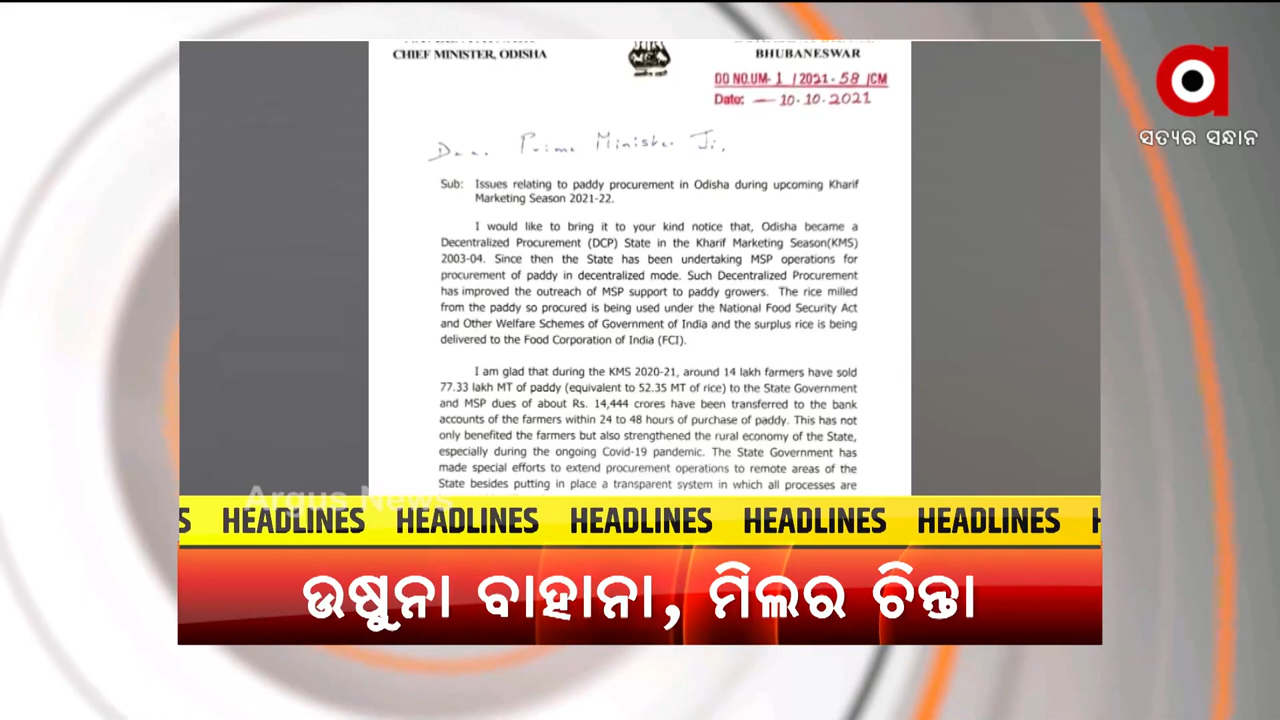 CHIEF MINISTER, ODISHA
BHUBANESWAR
DO NO.UM- 1 /2021-58/CM
Date: — 10.10.2021
Dear Prime Minister Ji,
Sub: Issues relating to paddy procurement in Odisha during upcoming Kharif
Marketing Season 2021-22.
I would like to bring it to your kind notice that, Odisha became a
Decentralized Procurement (DCP) State in the Kharif Marketing Season(KMS)
2003-04. Since then the State has been undertaking MSP operations for
procurement of paddy in decentralized mode. Such Decentralized Procurement
has improved the outreach of MSP support to paddy growers. The rice milled
from the paddy so procured is being used under the National Food Security Act
and Other Welfare Schemes of Government of India and the surplus rice is being
delivered to the Food Corporation of India (FCI).
I am glad that during the KMS 2020-21, around 14 lakh farmers have sold
77.33 lakh MT of paddy (equivalent to 52.35 MT of rice) to the State Government
and MSP dues of about Rs. 14,444 crores have been transferred to the bank
accounts of the farmers within 24 to 48 hours of purchase of paddy. This has not
only benefited the farmers but also strengthened the rural economy of the State,
especially during the ongoing Covid-19 pandemic. The State Government has
made special efforts to extend procurement operations to remote areas of the
State besides putting in place a transparent system in which all processes are
a
ସତ୍ୟର ସନ୍ଧାନ
Argus News
S HEADLINES HEADLINES HEADLINES HEADLINES HEADLINES H
ଉଷୁନା ବାହାନା, ମିଲର ଚିନ୍ତା